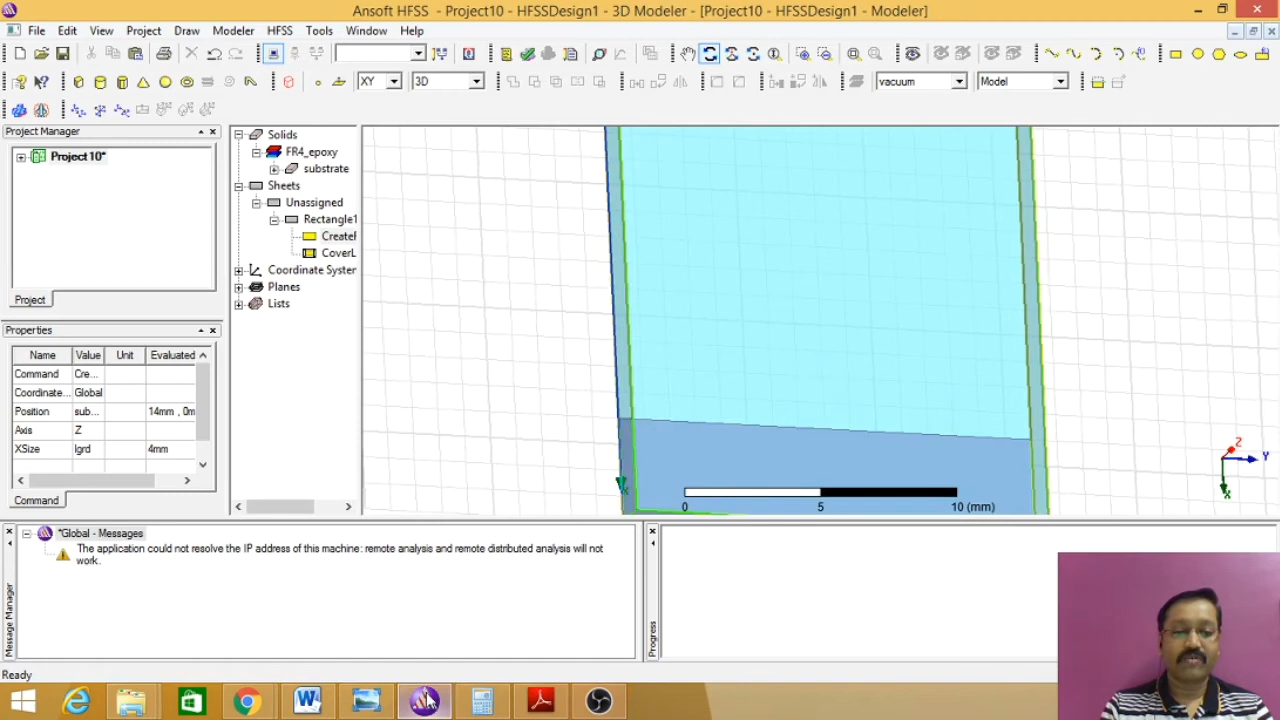 Ansoft HFSS - Project10 - HFSSDesign1 - 3D Modeler - [Project10 - HFSSDesign1 - Modeler]
File Edit View Project Draw Modeler HFSS Tools Window Help
XY 3D vacuum Model
Project Manager
Project10*
Project
Properties
Name Value Unit Evaluated
Command Cre...
Coordinate... Global
Position sub... 14mm , 0m
Axis Z
XSize lgrd 4mm
Command
Solids
FR4_epoxy
substrate
Sheets
Unassigned
Rectangle1
CreateF
CoverL
Coordinate System
Planes
Lists
Z
Y
X
0 5 10 (mm)
Message Manager
*Global - Messages
The application could not resolve the IP address of this machine: remote analysis and remote distributed analysis will not
work.
Progress
Ready